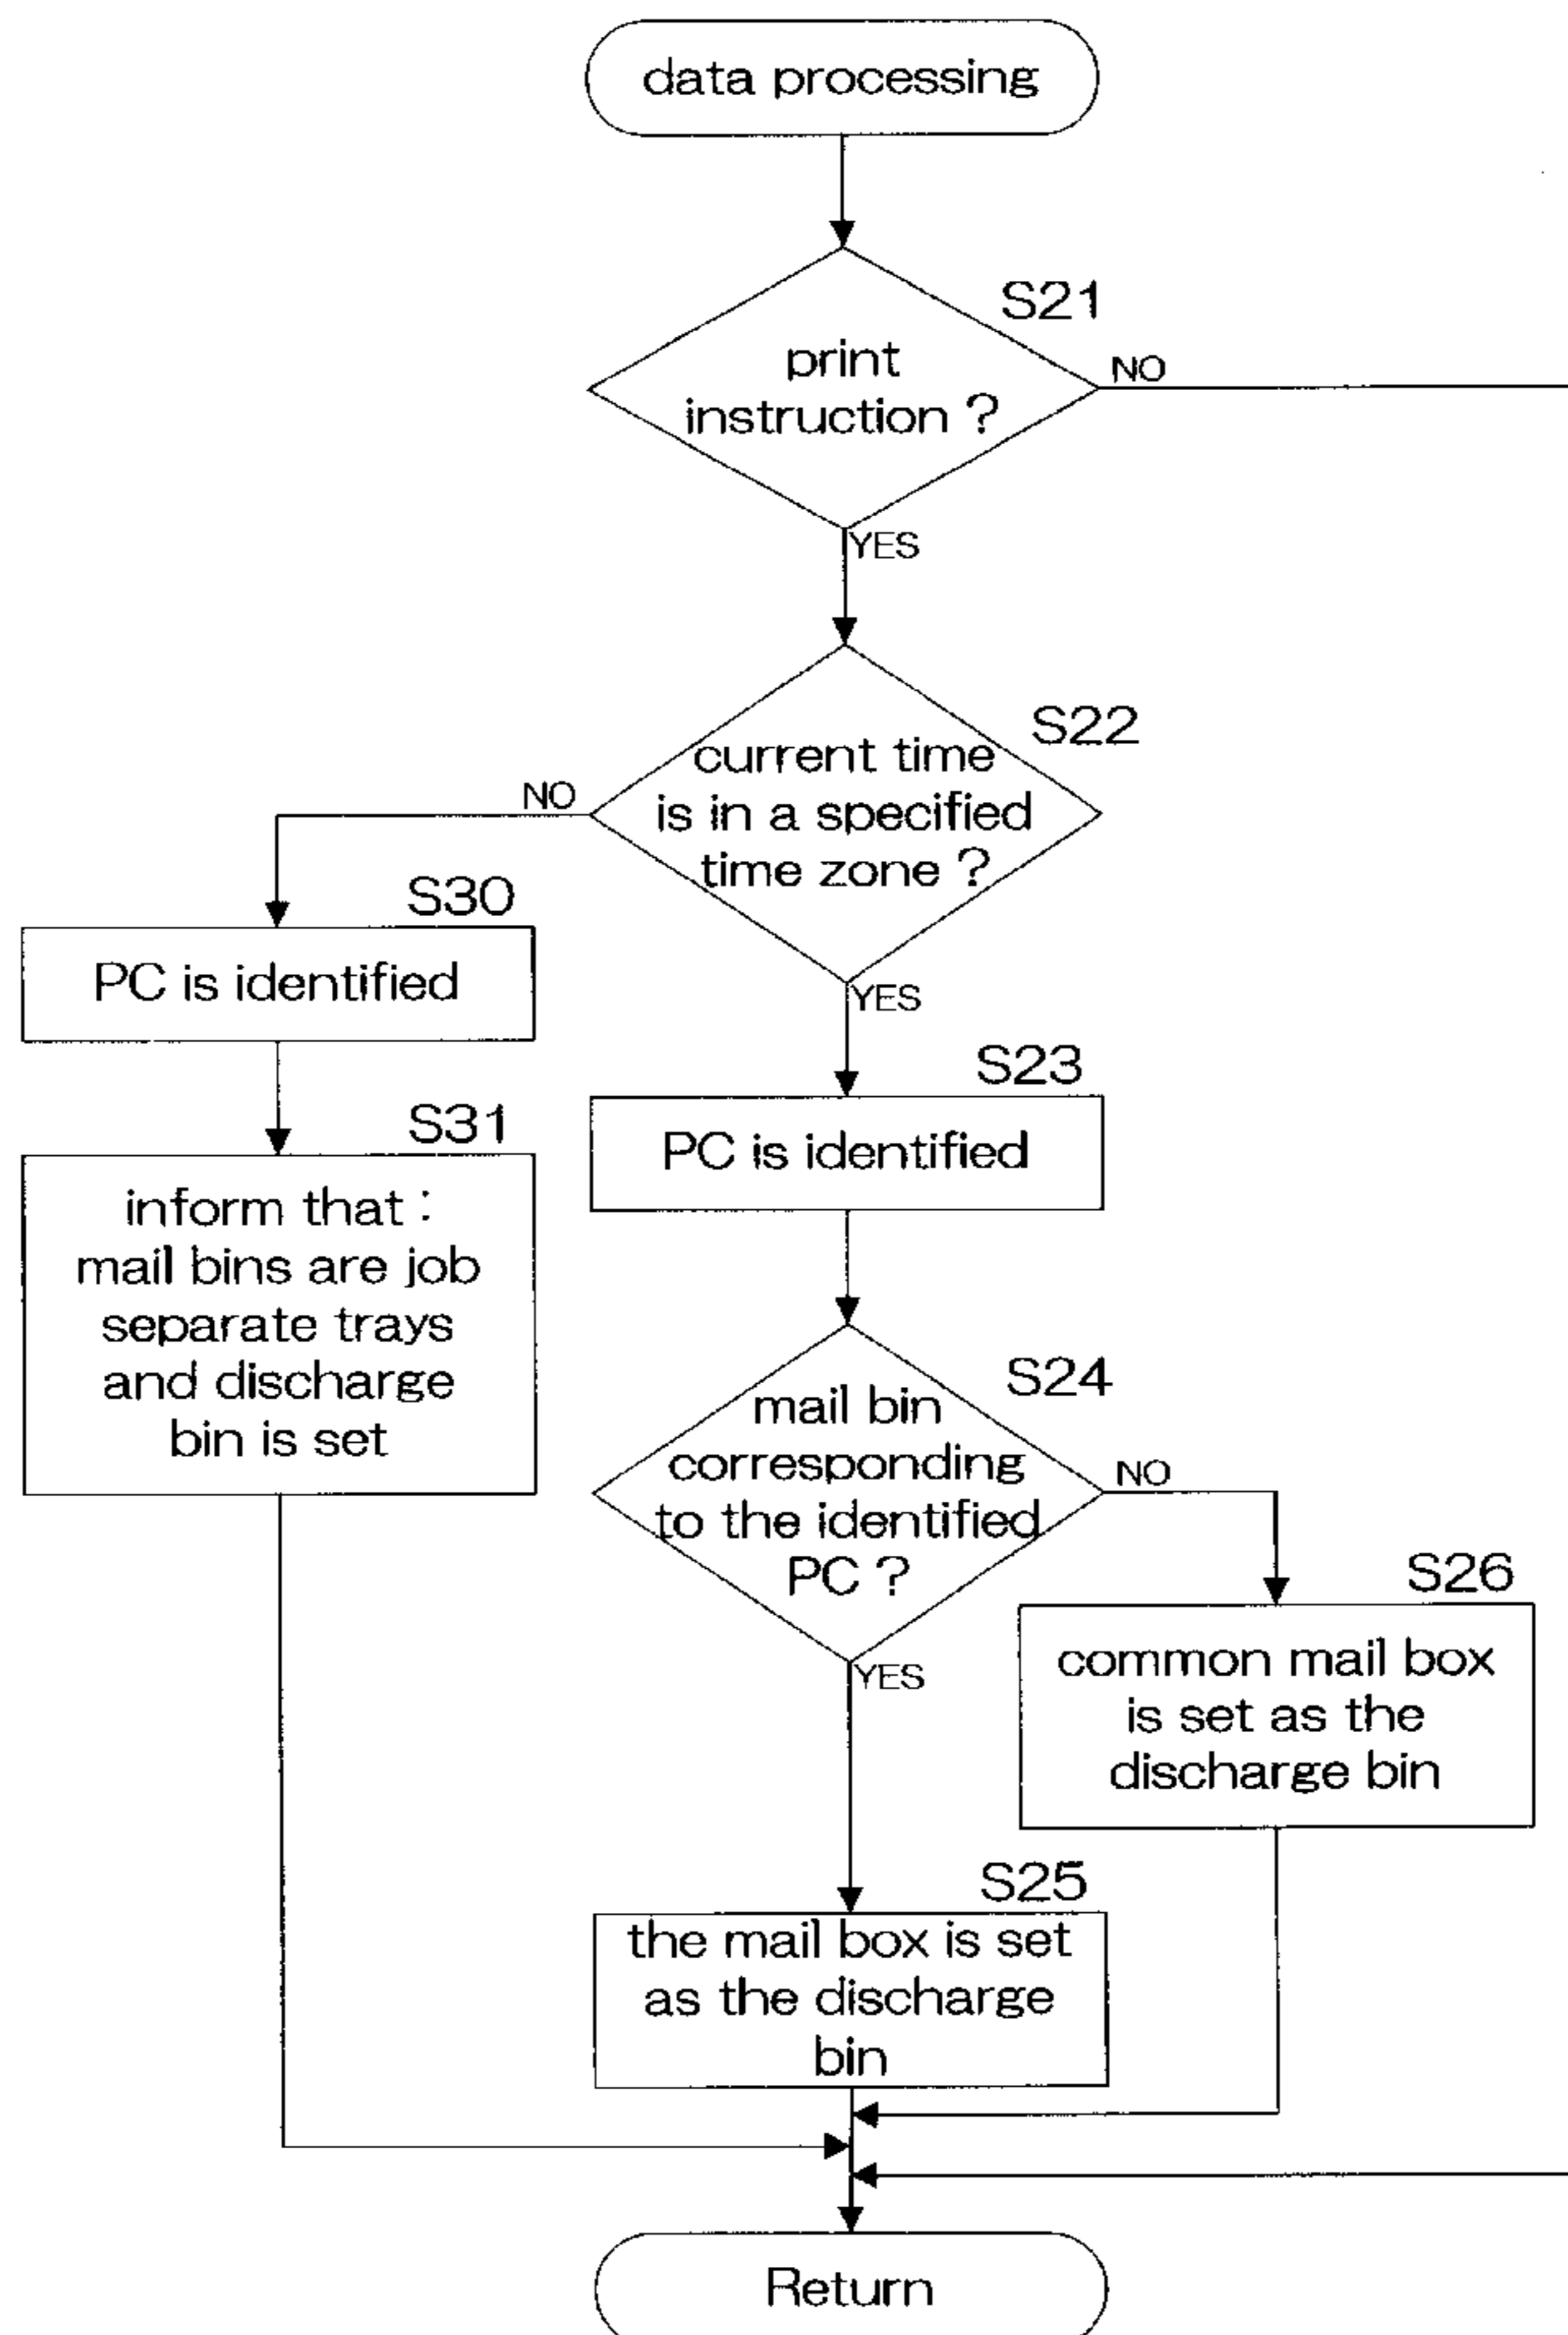 data processing
S21
print
instruction ?
NO
YES
S22
current time
is in a specified
time zone ?
NO
YES
S30
PC is identified
S23
PC is identified
S31
inform that :
mail bins are job
separate trays
and discharge
bin is set
S24
mail bin
corresponding
to the identified
PC ?
NO
YES
S26
common mail box
is set as the
discharge bin
S25
the mail box is set
as the discharge
bin
Return